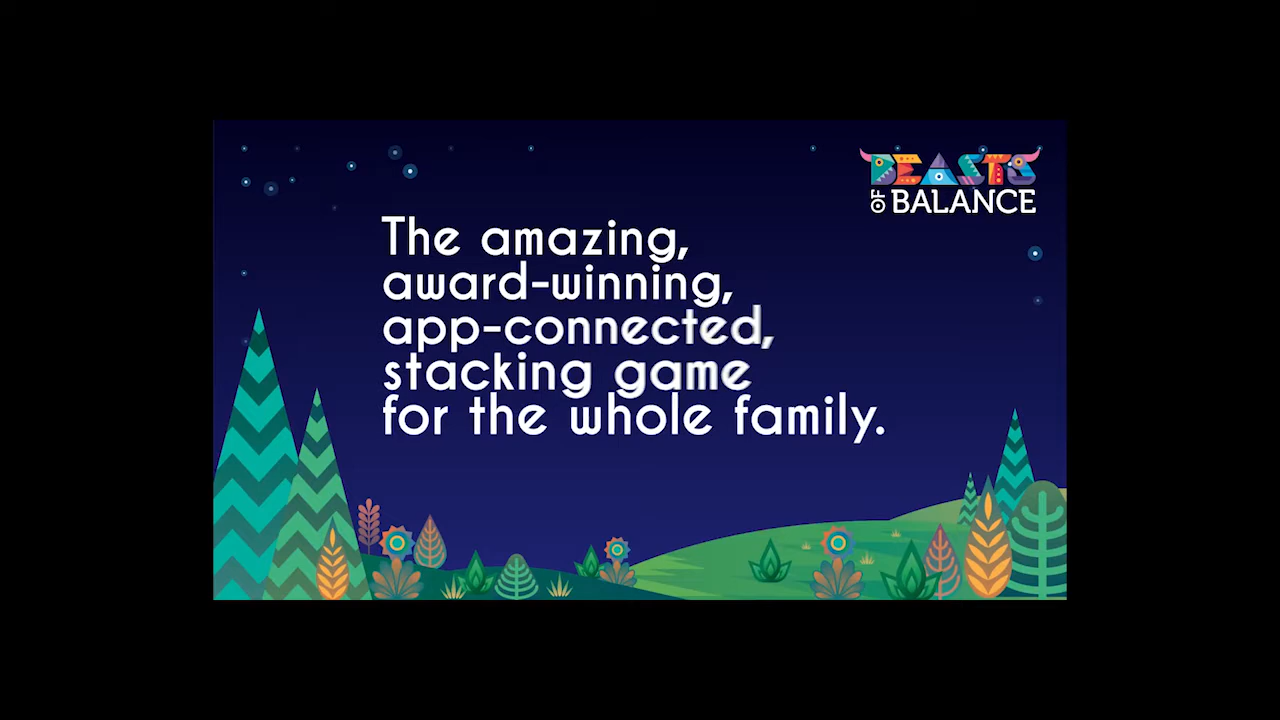 BEASTS
OF BALANCE
The amazing,
award-winning,
app-connected,
stacking game
for the whole family.